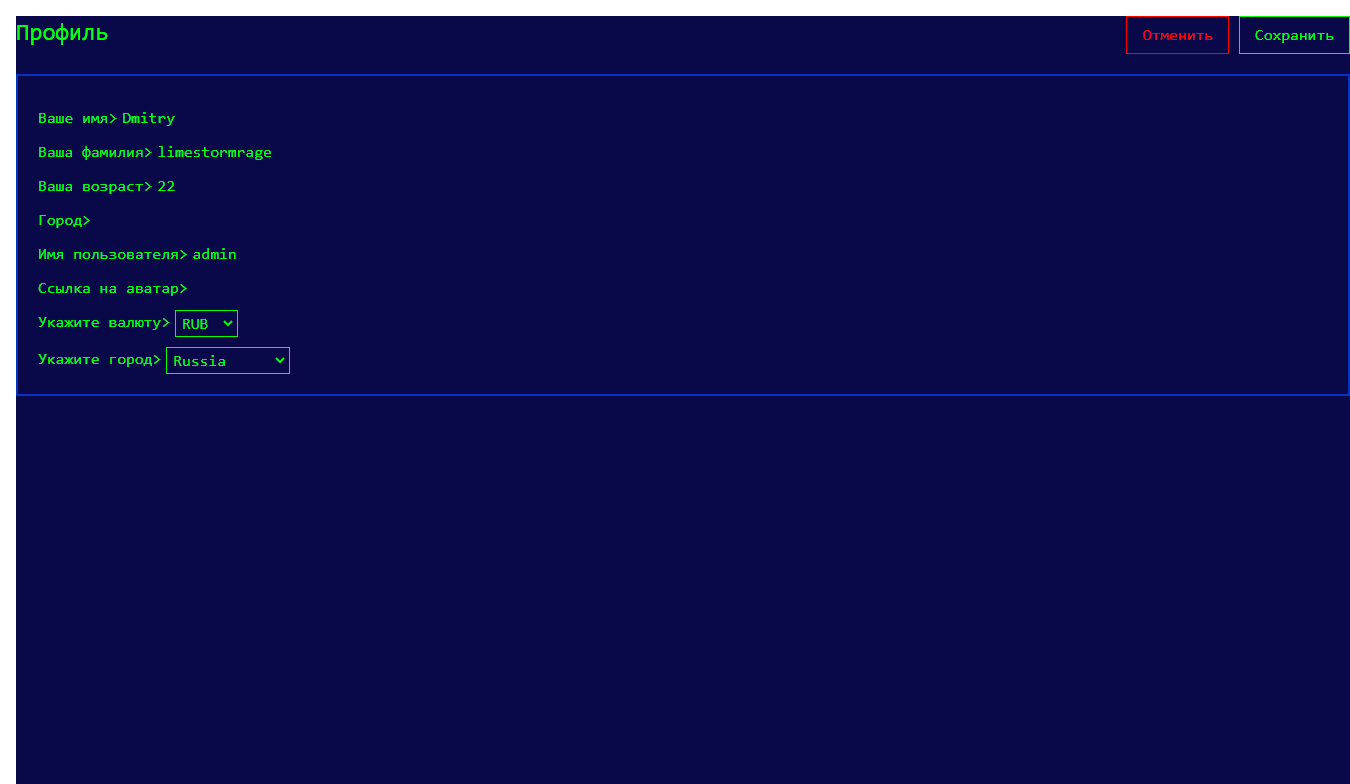 Профиль
Отменить
Сохранить
Ваше имя> Dmitry
Ваша фамилия> limestormrage
Ваша возраст> 22
Город>
Имя пользователя> admin
Ссылка на аватар>
Укажите валюту> RUB
Укажите город> Russia